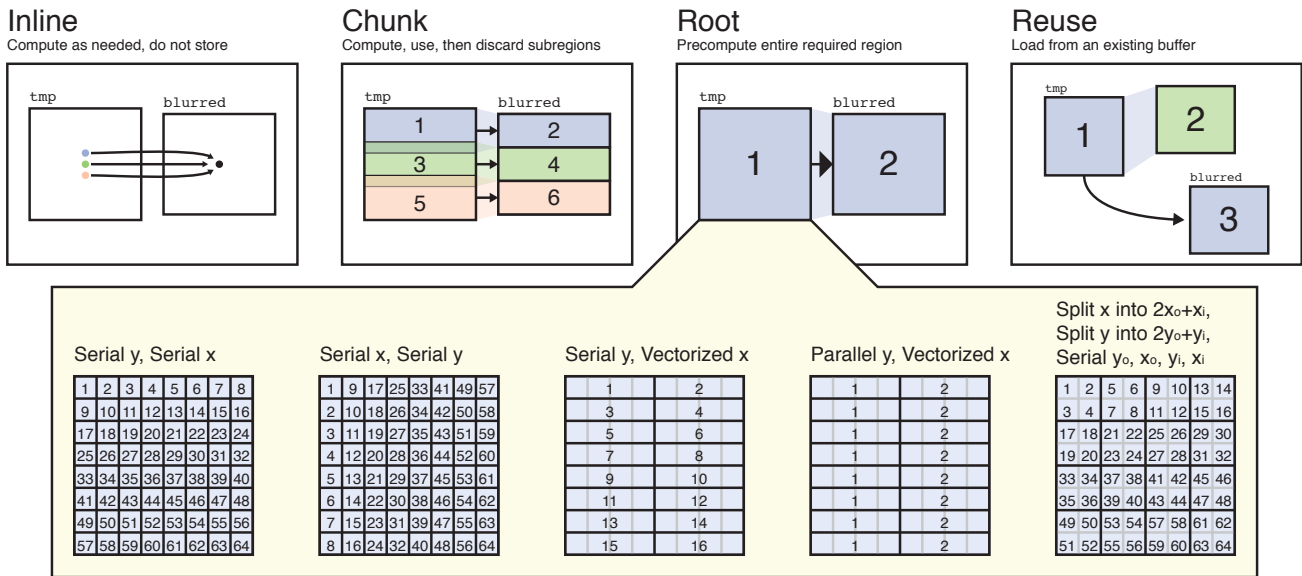 Inline
Compute as needed, do not store
tmp
blurred
Chunk
Compute, use, then discard subregions
tmp
blurred
1
2
3
4
5
6
Root
Precompute entire required region
tmp
blurred
1
2
Reuse
Load from an existing buffer
tmp
1
2
blurred
3
Serial y, Serial x
1 2 3 4 5 6 7 8
9 10 11 12 13 14 15 16
17 18 19 20 21 22 23 24
25 26 27 28 29 30 31 32
33 34 35 36 37 38 39 40
41 42 43 44 45 46 47 48
49 50 51 52 53 54 55 56
57 58 59 60 61 62 63 64
Serial x, Serial y
1 9 17 25 33 41 49 57
2 10 18 26 34 42 50 58
3 11 19 27 35 43 51 59
4 12 20 28 36 44 52 60
5 13 21 29 37 45 53 61
6 14 22 30 38 46 54 62
7 15 23 31 39 47 55 63
8 16 24 32 40 48 56 64
Serial y, Vectorized x
1 2
3 4
5 6
7 8
9 10
11 12
13 14
15 16
Parallel y, Vectorized x
1 2
1 2
1 2
1 2
1 2
1 2
1 2
1 2
Split x into 2xo+xi,
Split y into 2yo+yi,
Serial yo, xo, yi, xi
1 2 5 6 9 10 13 14
3 4 7 8 11 12 15 16
17 18 21 22 25 26 29 30
19 20 23 24 27 28 31 32
33 34 37 38 41 42 45 46
35 36 39 40 43 44 47 48
49 50 53 54 57 58 61 62
51 52 55 56 59 60 63 64